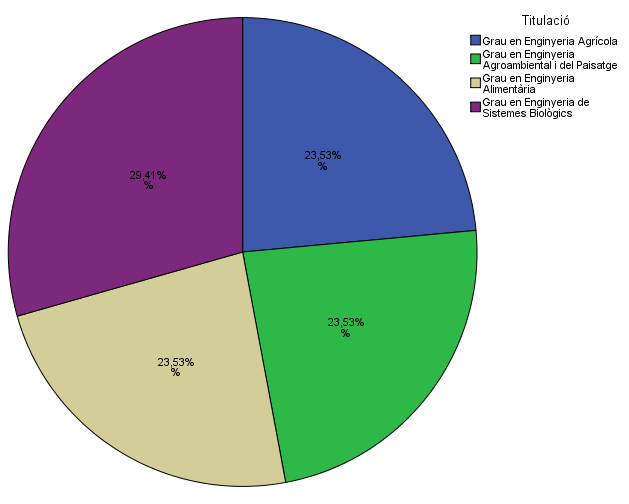 Titulació
Grau en Enginyeria Agrícola
Grau en Enginyeria
Agroambiental i del Paisatge
Grau en Enginyeria
Alimentària
Grau en Enginyeria de
Sistemes Biològics
23,53%
%
29,41%
%
23,53%
%
23,53%
%